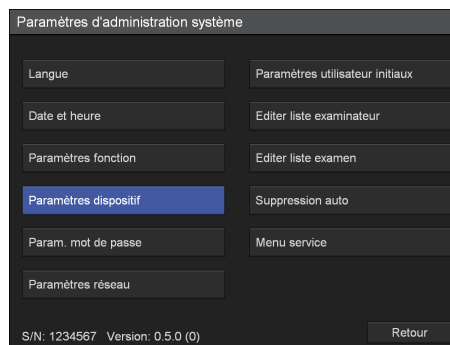 Paramètres d'administration système
Langue
Paramètres utilisateur initiaux
Date et heure
Editer liste examinateur
Paramètres fonction
Editer liste examen
Paramètres dispositif
Suppression auto
Param. mot de passe
Menu service
Paramètres réseau
S/N: 1234567 Version: 0.5.0 (0)
Retour